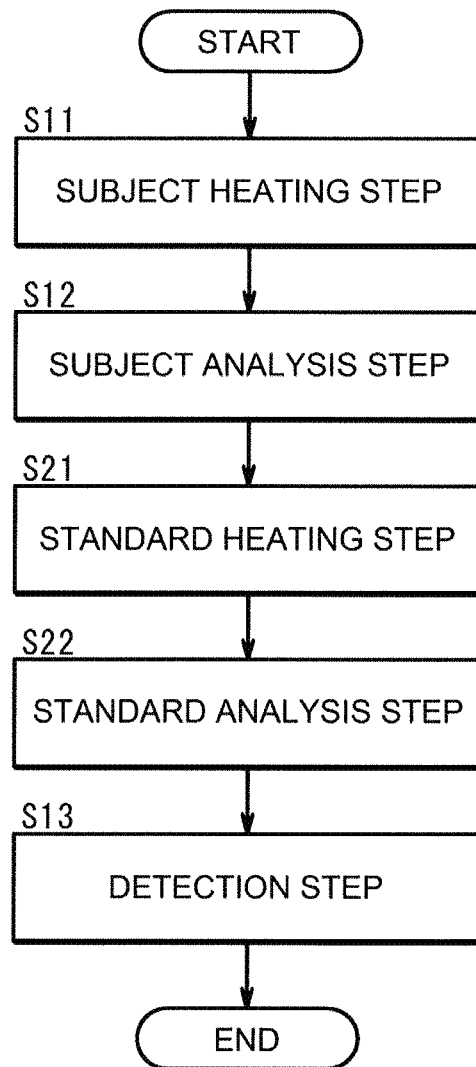 START
S11
SUBJECT HEATING STEP
S12
SUBJECT ANALYSIS STEP
S21
STANDARD HEATING STEP
S22
STANDARD ANALYSIS STEP
S13
DETECTION STEP
END